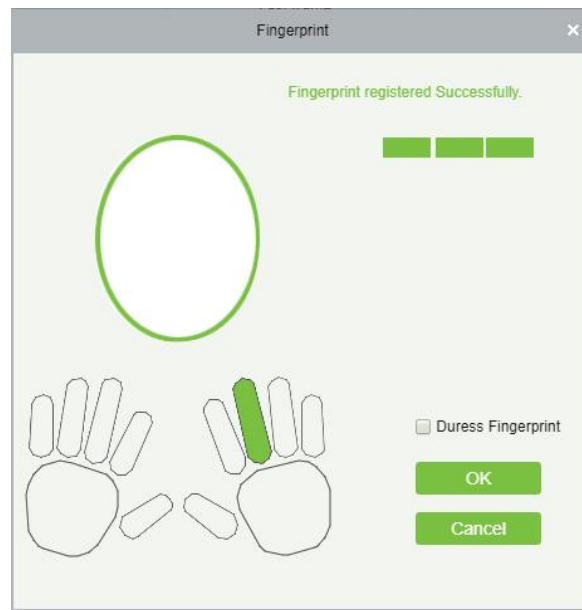 Fingerprint
×
Fingerprint registered Successfully.
Duress Fingerprint
OK
Cancel